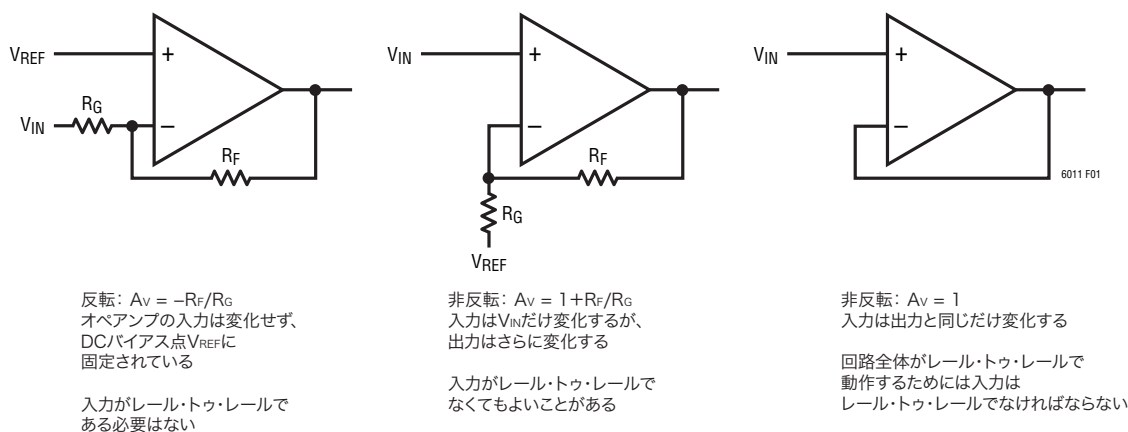 VREF
VIN
RG
RF
+
−
VIN
+
−
RF
RG
VREF
VIN
+
−
6011 F01
反転: AV = −RF/RG
オペアンプの入力は変化せず、
DCバイアス点VREFに
固定されている
入力がレール・トゥ・レールで
ある必要はない
非反転: AV = 1+RF/RG
入力はVINだけ変化するが、
出力はさらに変化する
入力がレール・トゥ・レールで
なくてもよいことがある
非反転: AV = 1
入力は出力と同じだけ変化する
回路全体がレール・トゥ・レールで
動作するためには入力は
レール・トゥ・レールでなければならない